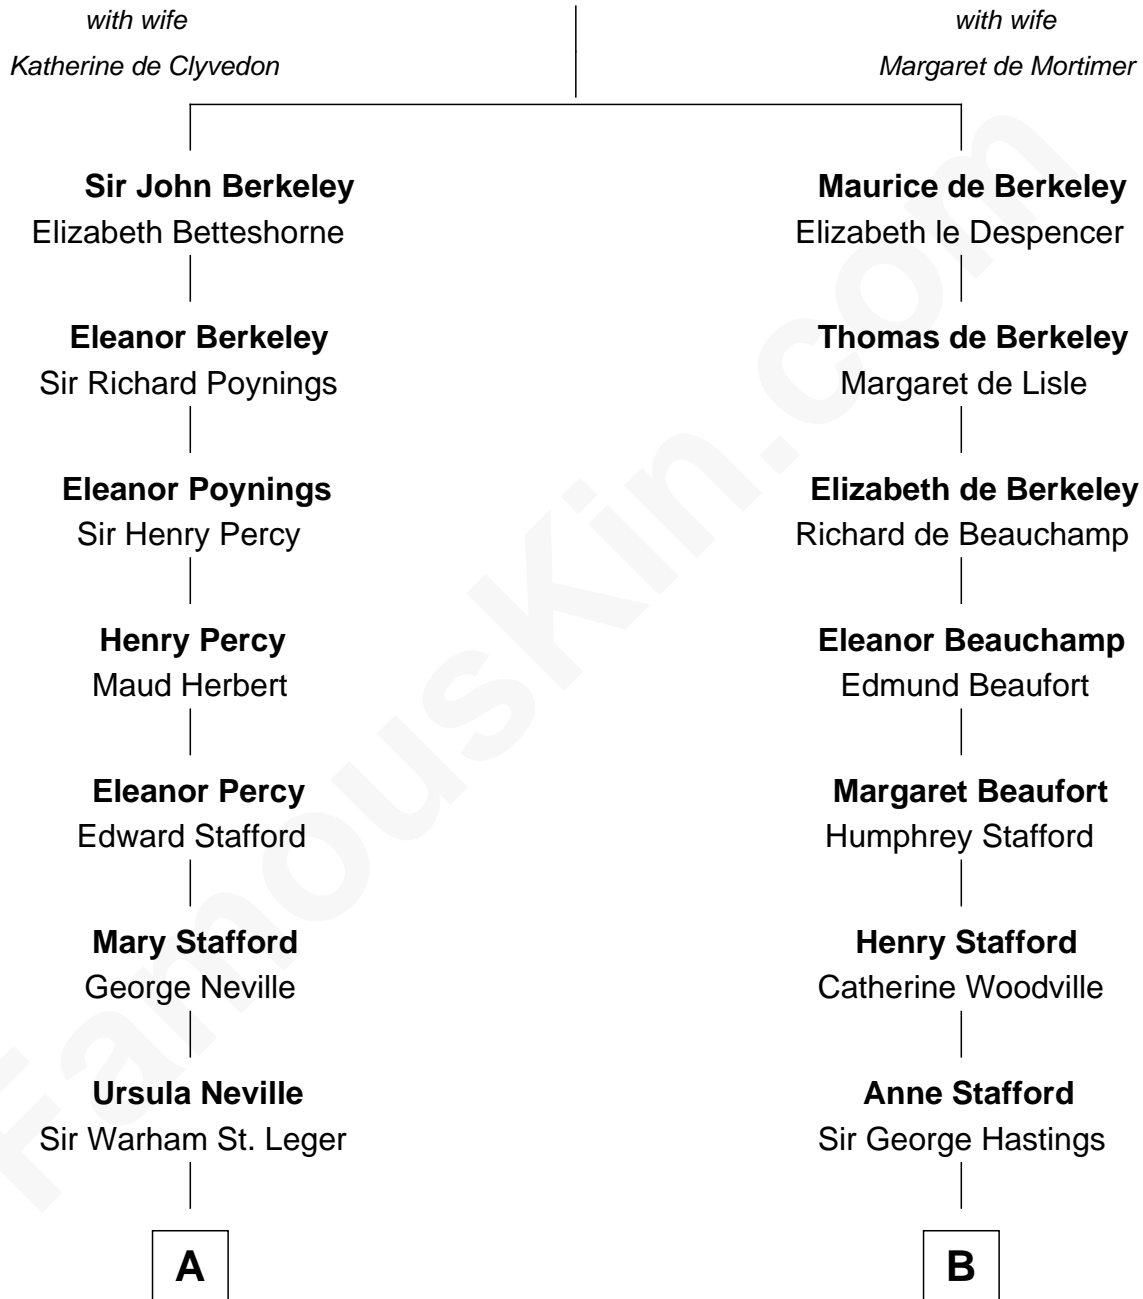 with wife
Katherine de Clyvedon
with wife
Margaret de Mortimer
Sir John Berkeley
Elizabeth Betteshorne
Maurice de Berkeley
Elizabeth le Despencer
Eleanor Berkeley
Sir Richard Poynings
Thomas de Berkeley
Margaret de Lisle
Eleanor Poynings
Sir Henry Percy
Elizabeth de Berkeley
Richard de Beauchamp
Henry Percy
Maud Herbert
Eleanor Beauchamp
Edmund Beaufort
Eleanor Percy
Edward Stafford
Margaret Beaufort
Humphrey Stafford
Mary Stafford
George Neville
Henry Stafford
Catherine Woodville
Ursula Neville
Sir Warham St. Leger
Anne Stafford
Sir George Hastings
A
B
FamousKin.com